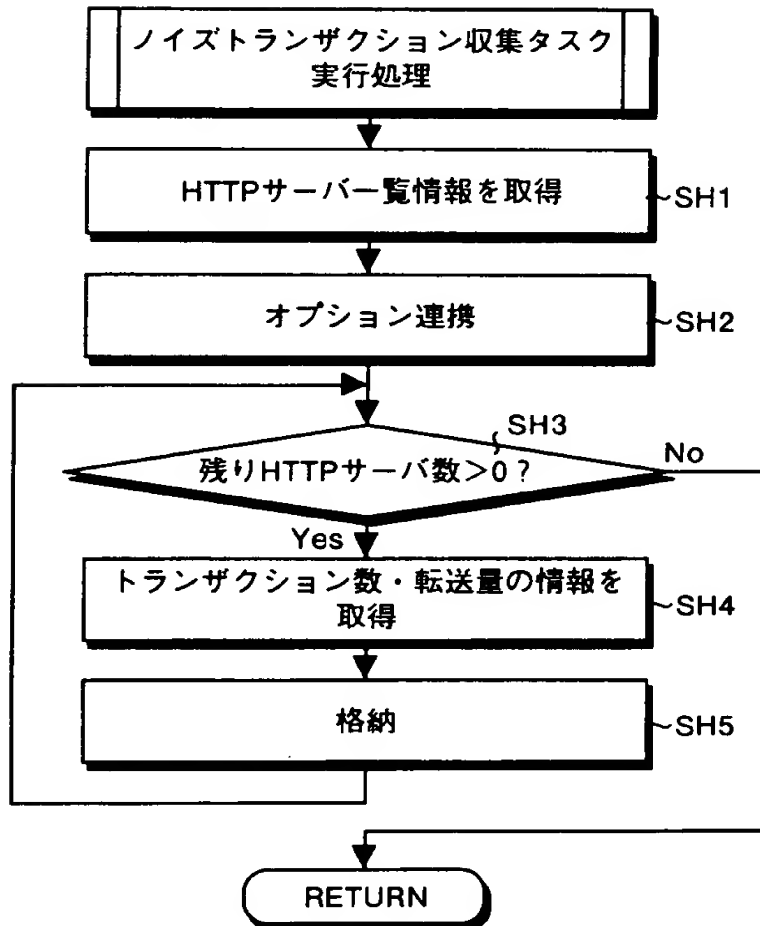 ノイズトランザクション収集タスク
実行処理
HTTPサーバ一覧情報を取得
SH1
オプション連携
SH2
SH3
残りHTTPサーバ数>0?
No
Yes
トランザクション数・転送量の情報を
取得
SH4
格納
SH5
RETURN